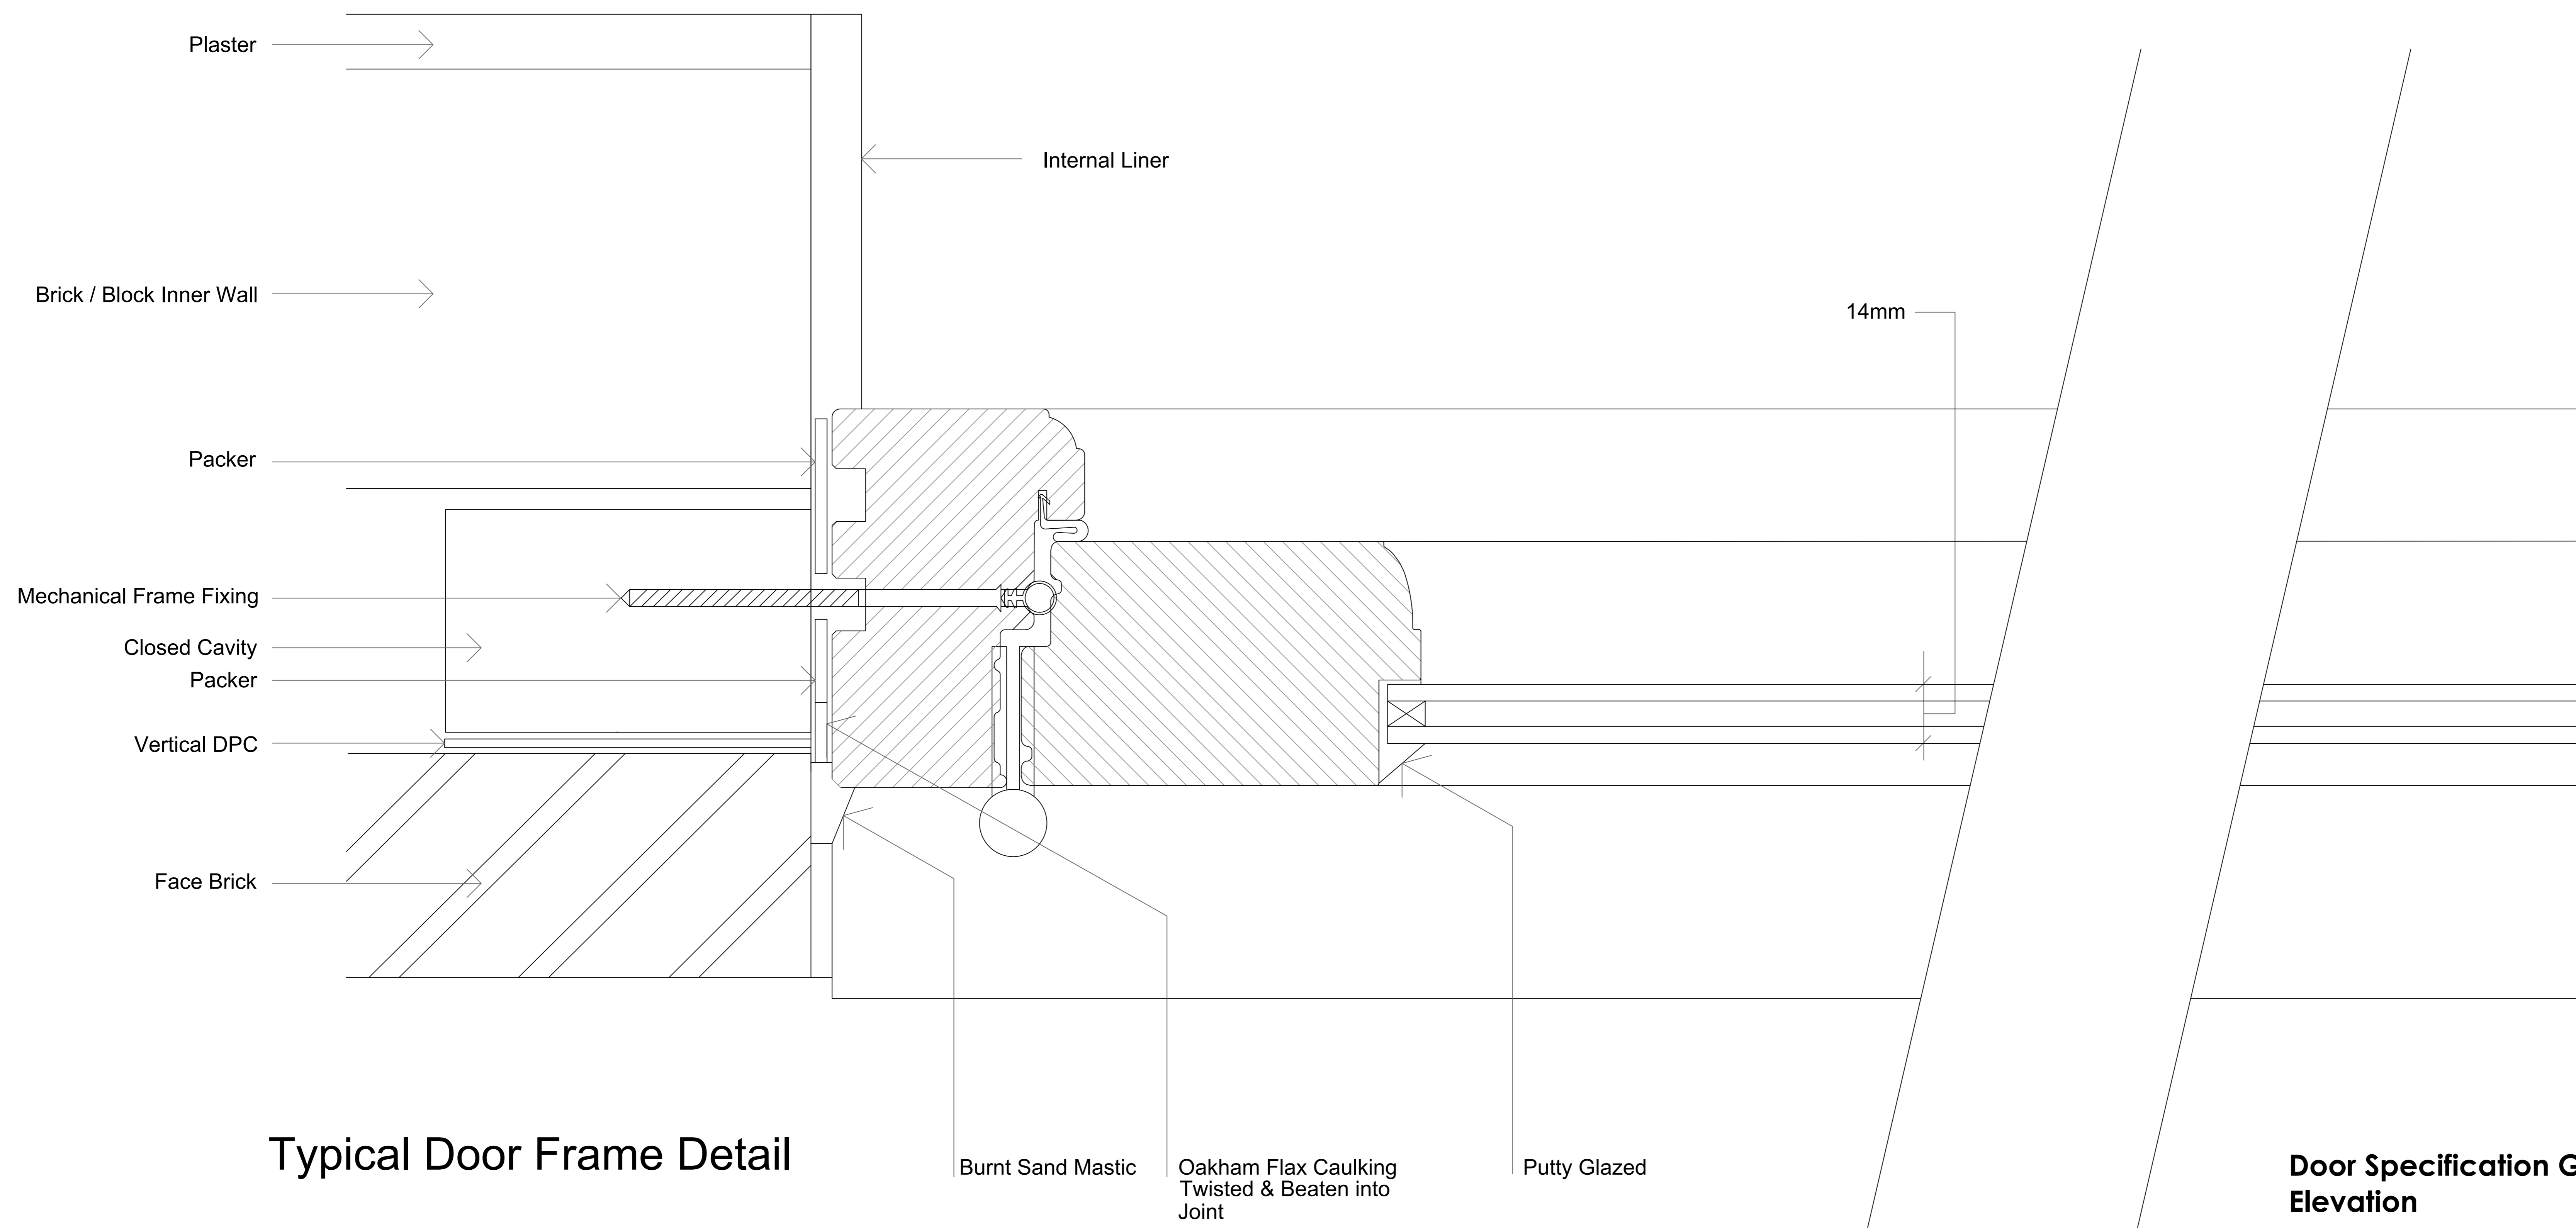 Plaster
Internal Liner
Brick / Block Inner Wall
14mm
Packer
Mechanical Frame Fixing
Closed Cavity
Packer
Vertical DPC
Face Brick
Typical Door Frame Detail
Burnt Sand Mastic
Oakham Flax Caulking
Twisted & Beaten into
Joint
Putty Glazed
Door Specification G
Elevation